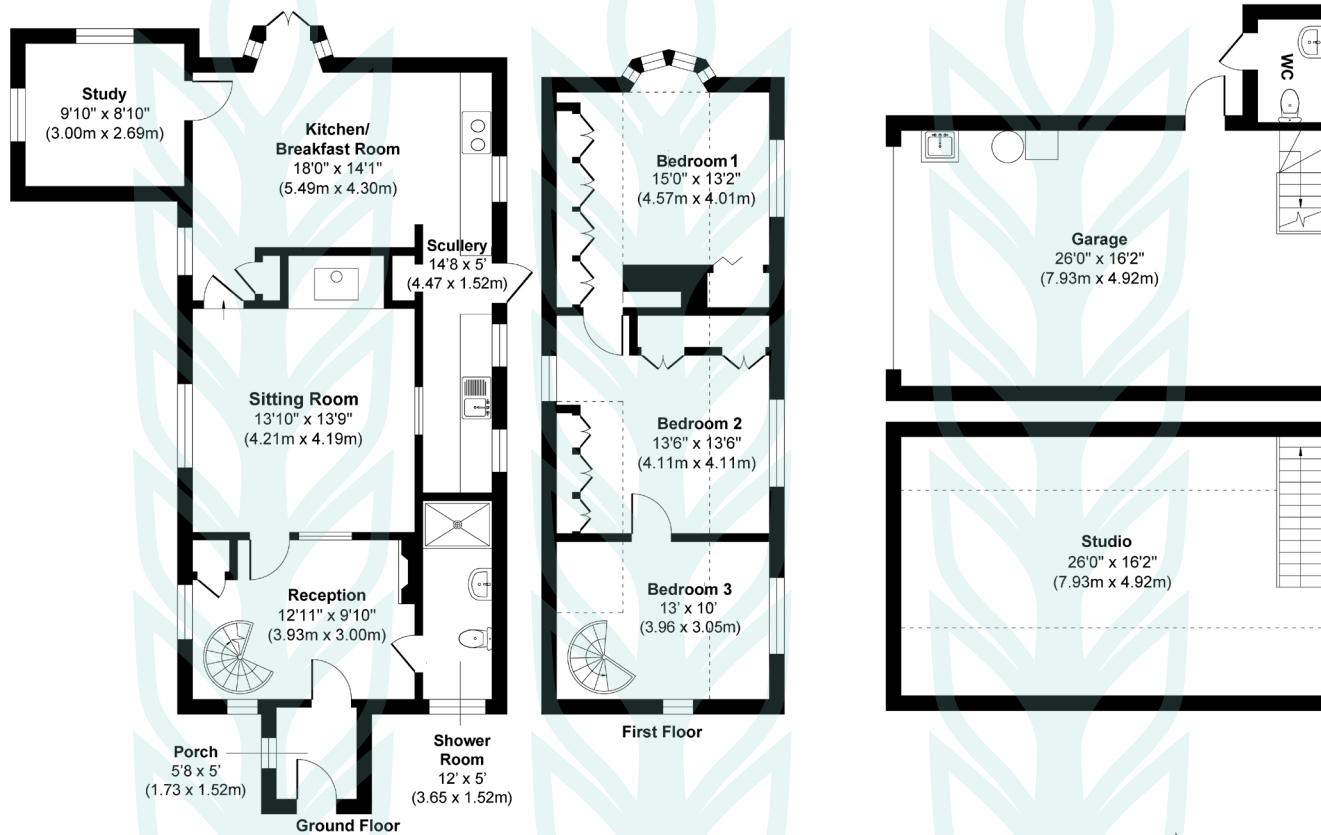 Study
9'10" x 8'10"
(3.00m x 2.69m)
Kitchen/
Breakfast Room
18'0" x 14'1"
(5.49m x 4.30m)
Scullery
14'8 x 5'
(4.47 x 1.52m)
Sitting Room
13'10" x 13'9"
(4.21m x 4.19m)
Reception
12'11" x 9'10"
(3.93m x 3.00m)
Porch
5'8 x 5'
(1.73 x 1.52m)
Shower
Room
12' x 5'
(3.65 x 1.52m)
Ground Floor
Bedroom 1
15'0" x 13'2"
(4.57m x 4.01m)
Bedroom 2
13'6" x 13'6"
(4.11m x 4.11m)
Bedroom 3
13' x 10'
(3.96 x 3.05m)
First Floor
WC
Garage
26'0" x 16'2"
(7.93m x 4.92m)
Studio
26'0" x 16'2"
(7.93m x 4.92m)